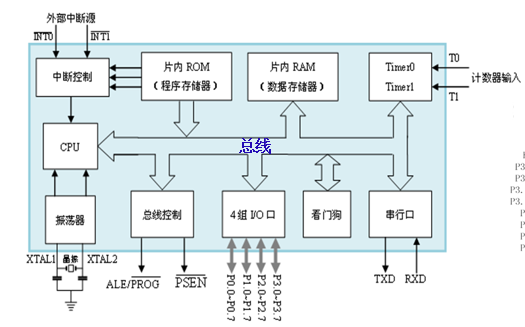 外部中断源
INT0 INT1
中断控制
片内 ROM
（程序存储器）
片内 RAM
（数据存储器）
Timer0
Timer1
T0
计数器输入
T1
CPU
总线
振荡器
总线控制
4组 I/O 口
看门狗
串行口
XTAL1 晶振 XTAL2
ALE/PROG
PSEN
P0.0~P0.7
P1.0~P1.7
P2.0~P2.7
P3.0~P3.7
TXD
RXD
P3
P3
P3.